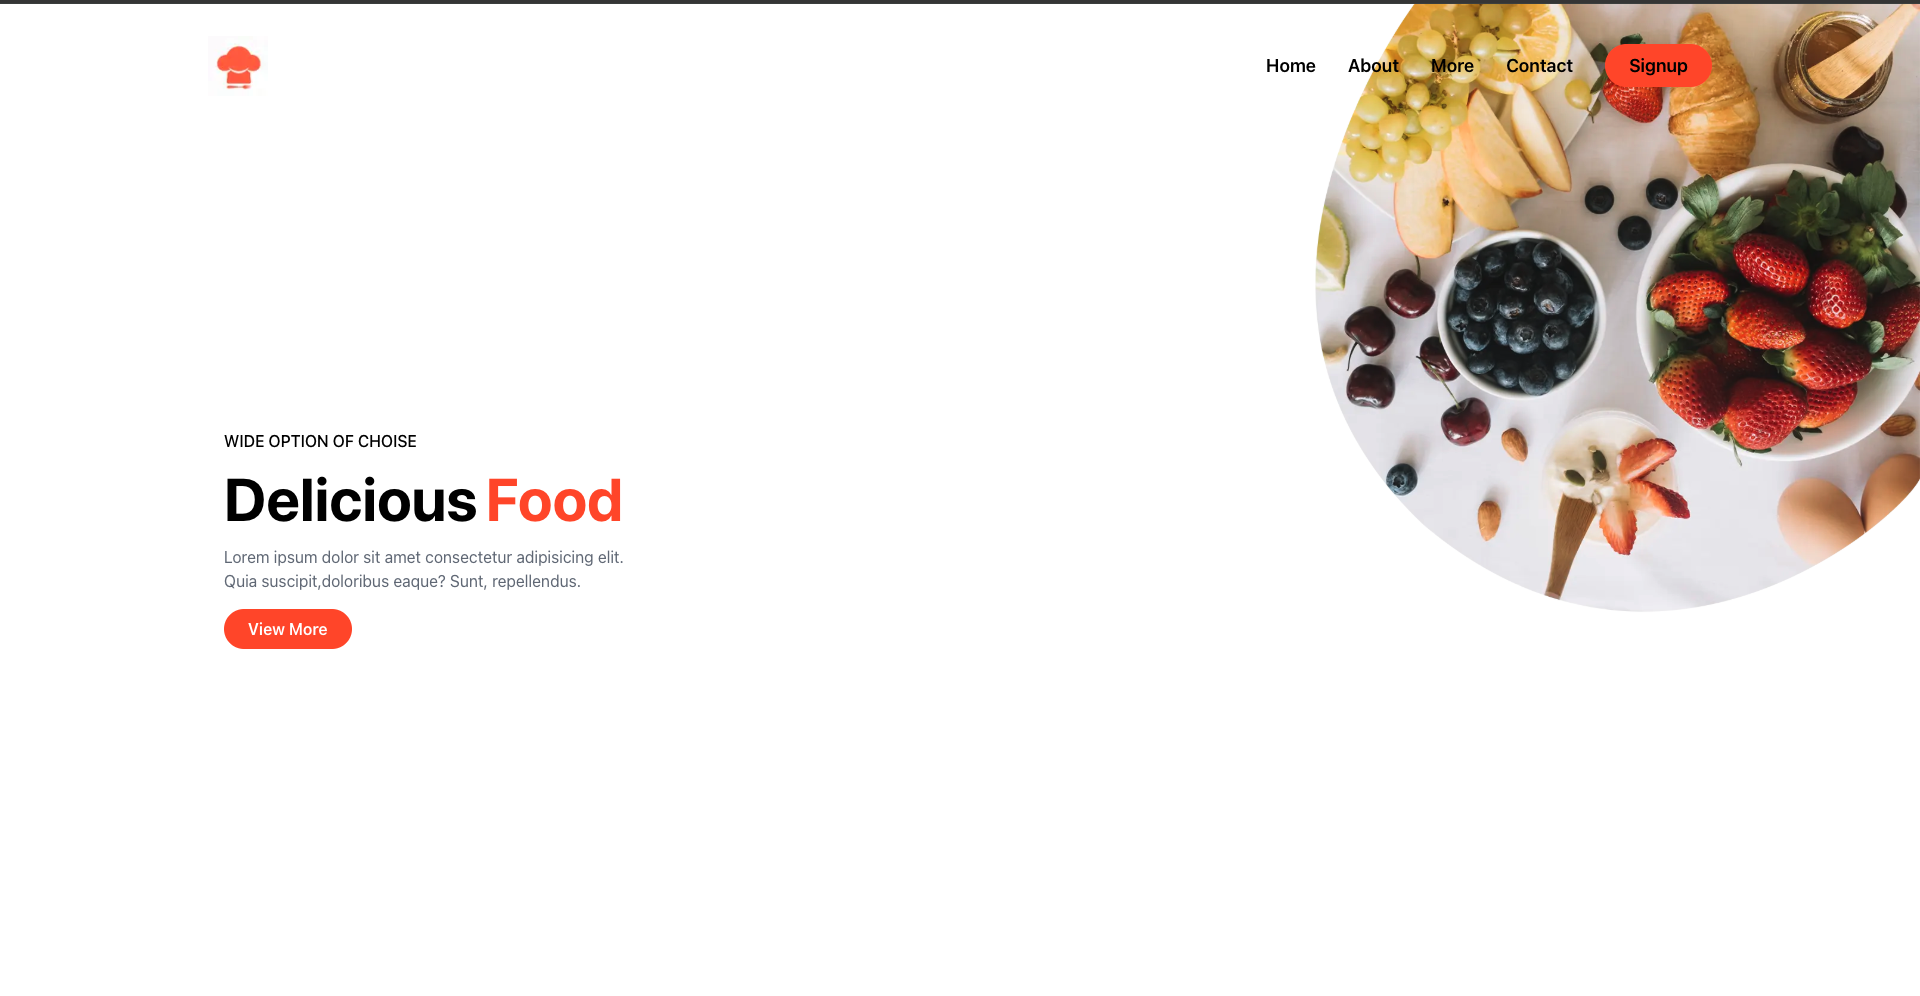 Home About More Contact Signup
WIDE OPTION OF CHOISE
Delicious Food
Lorem ipsum dolor sit amet consectetur adipisicing elit.
Quia suscipit,doloribus eaque? Sunt, repellendus.
View More